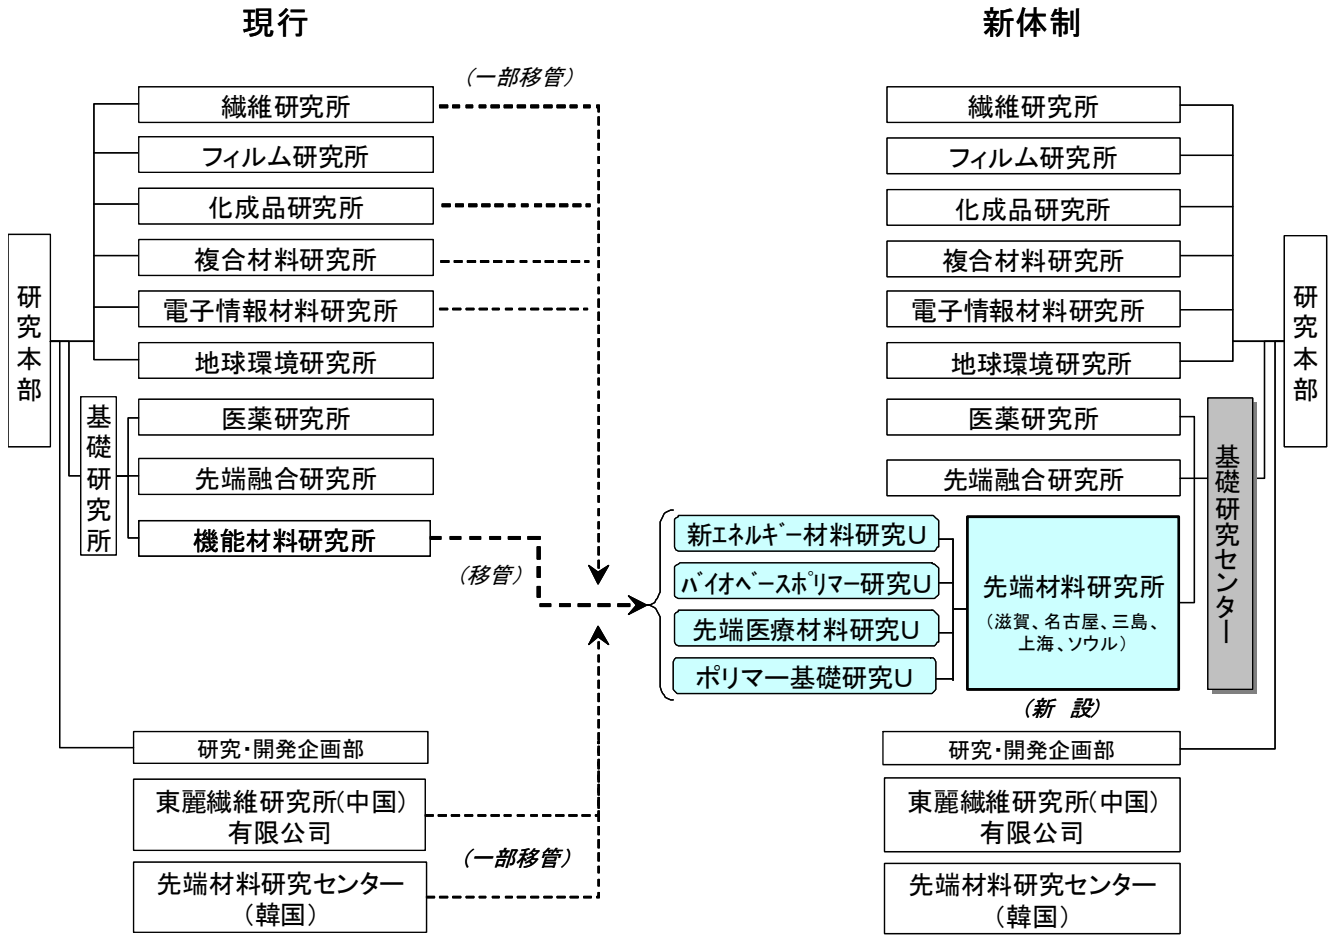 現行
新体制
(一部移管)
繊維研究所
フィルム研究所
化成品研究所
複合材料研究所
電子情報材料研究所
地球環境研究所
研究本部
基礎研究所
医薬研究所
先端融合研究所
機能材料研究所
(移管)
研究・開発企画部
東麗繊維研究所(中国)
有限公司
(一部移管)
先端材料研究センター
(韓国)
新ｴﾈﾙｷﾞｰ材料研究U
ﾊﾞｲｵﾍﾞｰｽﾎﾟﾘﾏｰ研究U
先端医療材料研究U
ポリマー基礎研究U
繊維研究所
フィルム研究所
化成品研究所
複合材料研究所
電子情報材料研究所
地球環境研究所
医薬研究所
先端融合研究所
先端材料研究所
(滋賀、名古屋、三島、
上海、ソウル)
(新 設)
基礎研究センター
研究本部
研究・開発企画部
東麗繊維研究所(中国)
有限公司
先端材料研究センター
(韓国)